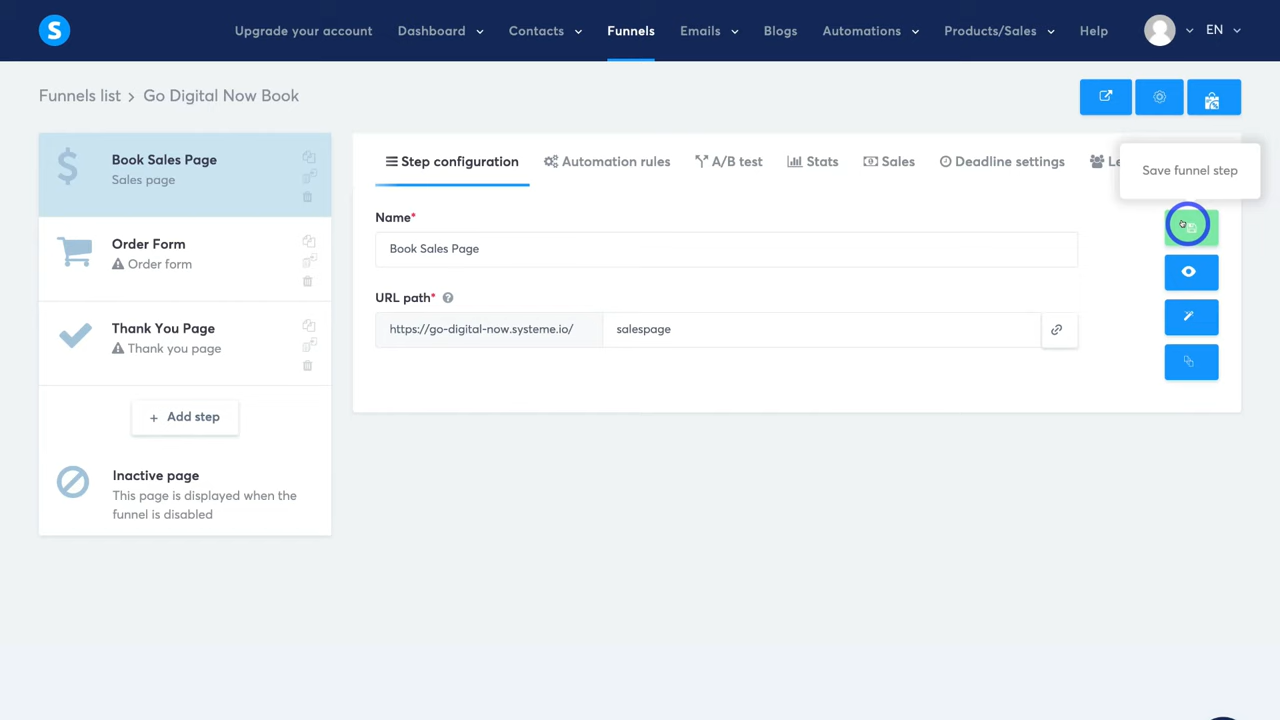 S
Upgrade your account
Dashboard
Contacts
Funnels
Emails
Blogs
Automations
Products/Sales
Help
EN
Funnels list > Go Digital Now Book
Book Sales Page
Sales page
Order Form
Order form
Thank You Page
Thank you page
+ Add step
Inactive page
This page is displayed when the
funnel is disabled
Step configuration
Automation rules
A/B test
Stats
Sales
Deadline settings
Le
Save funnel step
Name*
Book Sales Page
URL path* ?
https://go-digital-now.systeme.io/
salespage